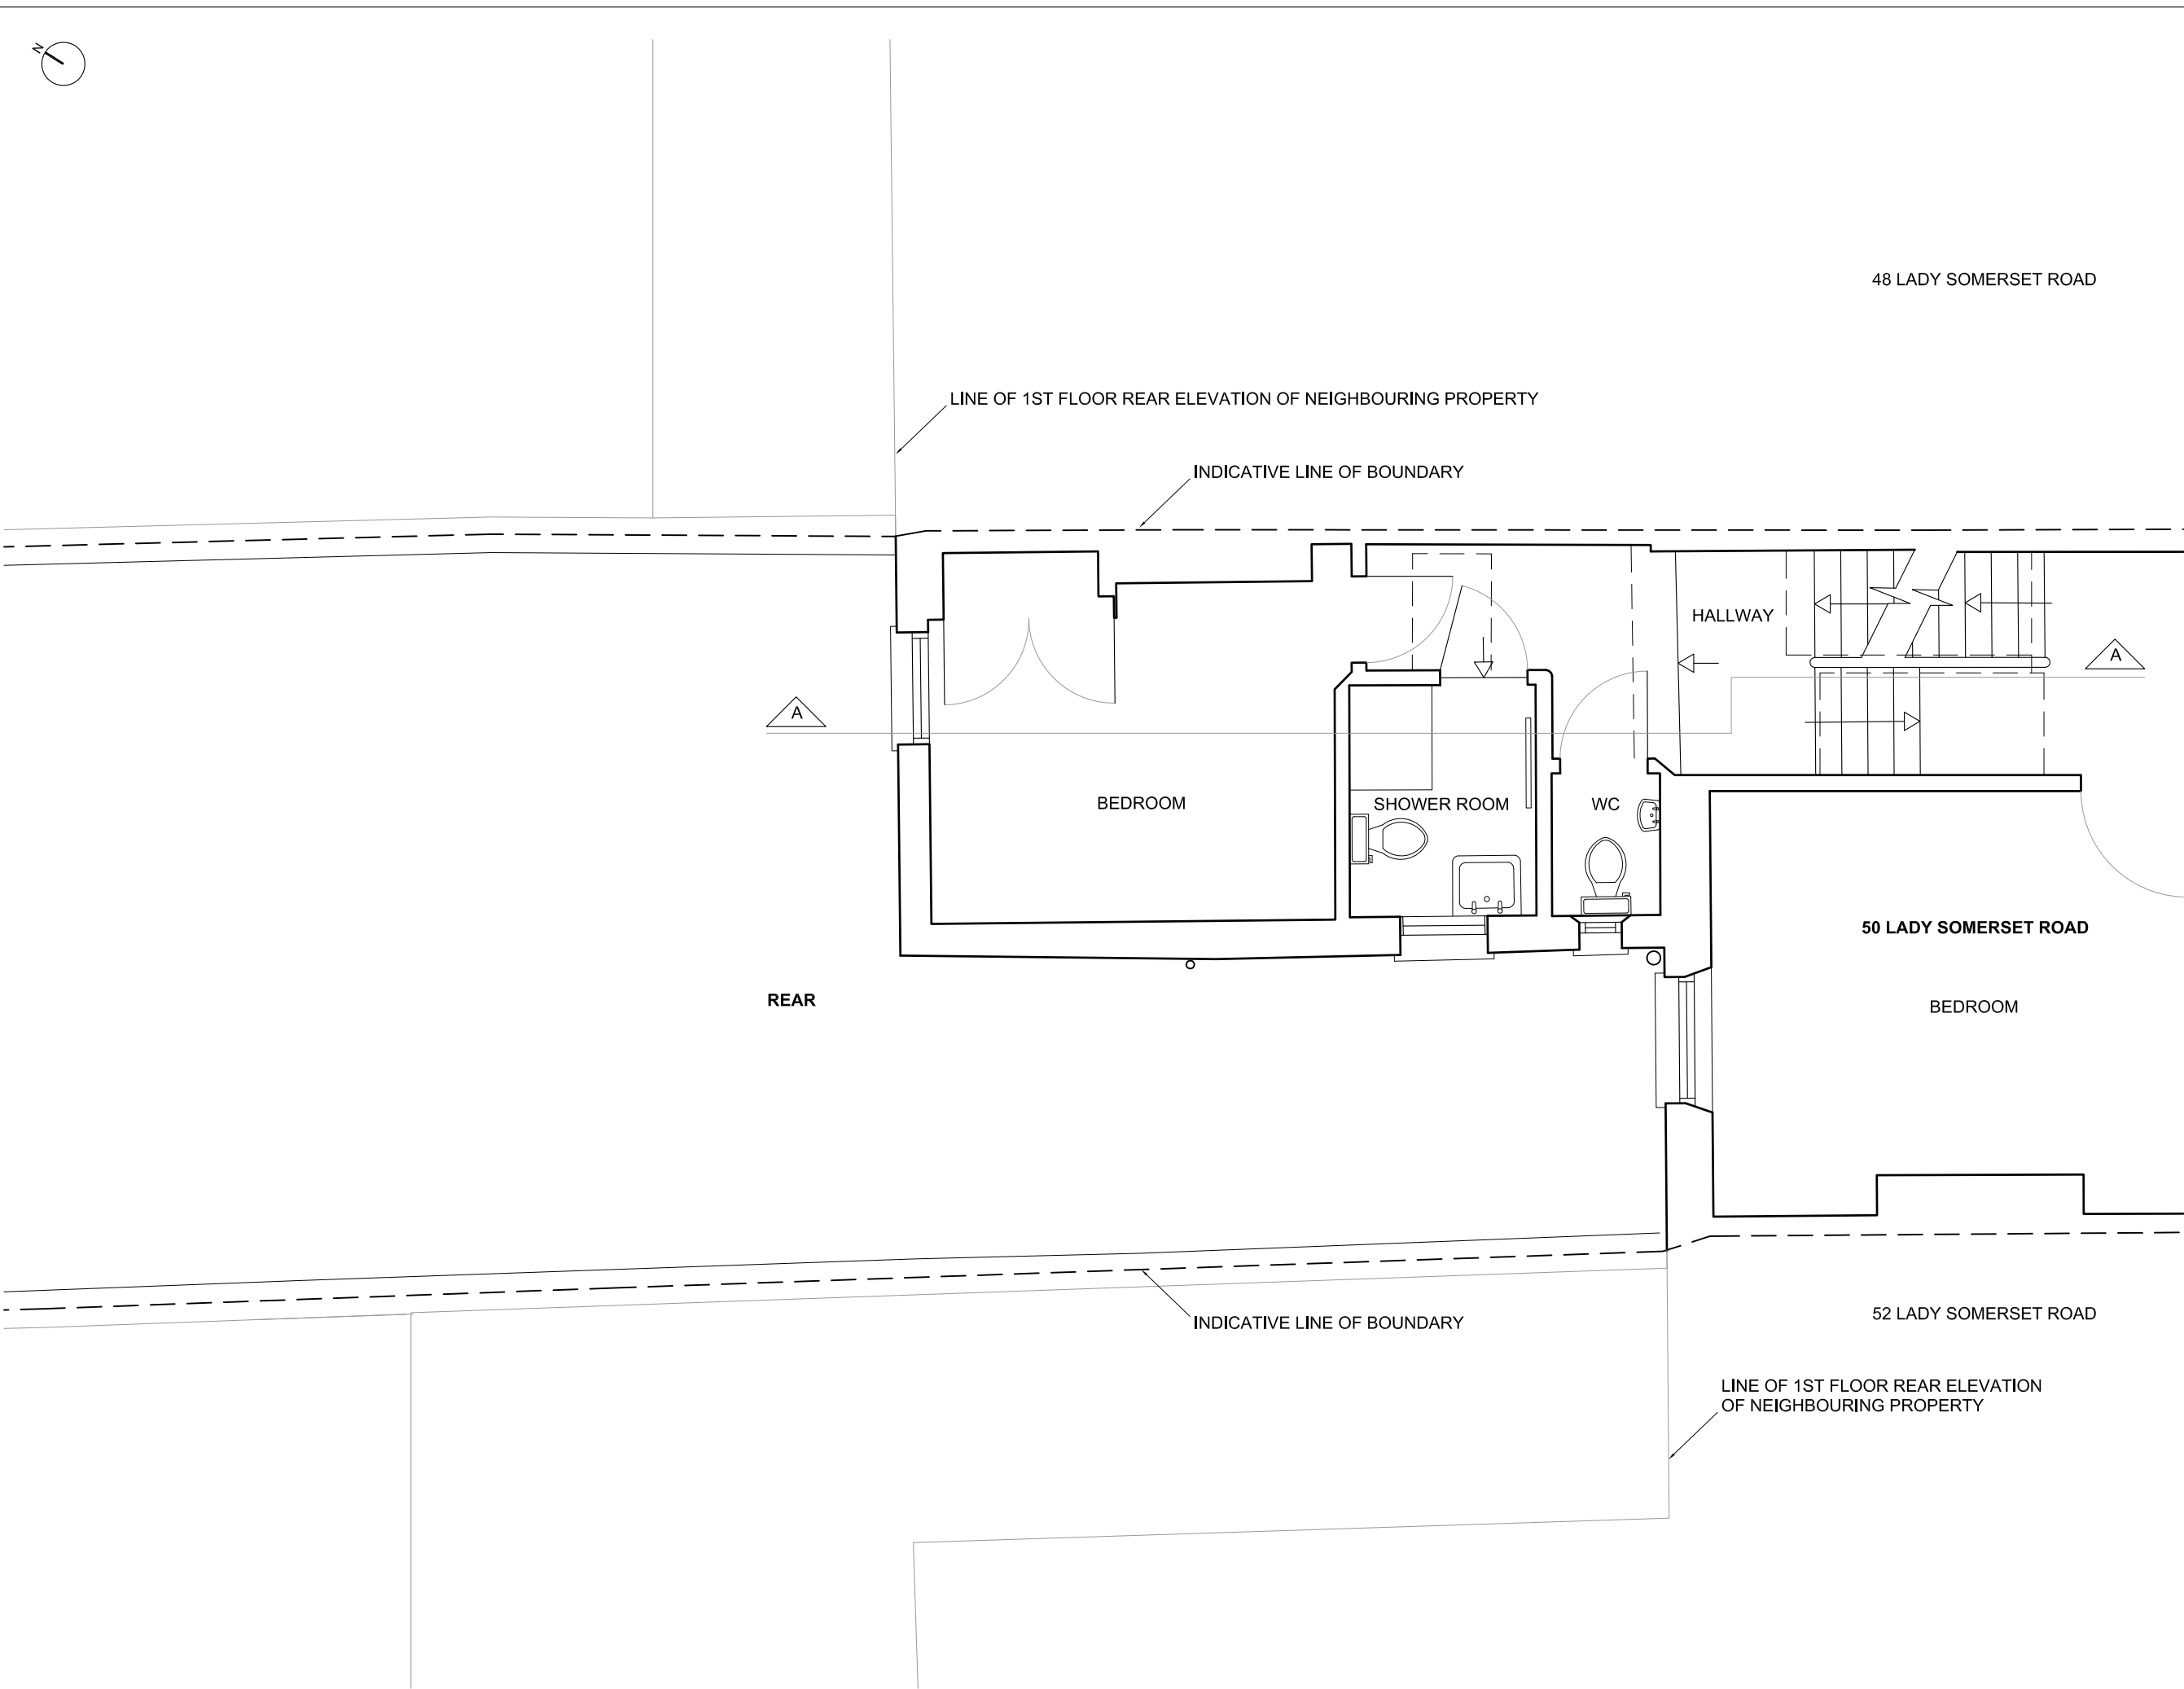 N
48 LADY SOMERSET ROAD
LINE OF 1ST FLOOR REAR ELEVATION OF NEIGHBOURING PROPERTY
INDICATIVE LINE OF BOUNDARY
HALLWAY
A
A
BEDROOM
SHOWER ROOM
WC
50 LADY SOMERSET ROAD
REAR
BEDROOM
INDICATIVE LINE OF BOUNDARY
52 LADY SOMERSET ROAD
LINE OF 1ST FLOOR REAR ELEVATION
OF NEIGHBOURING PROPERTY